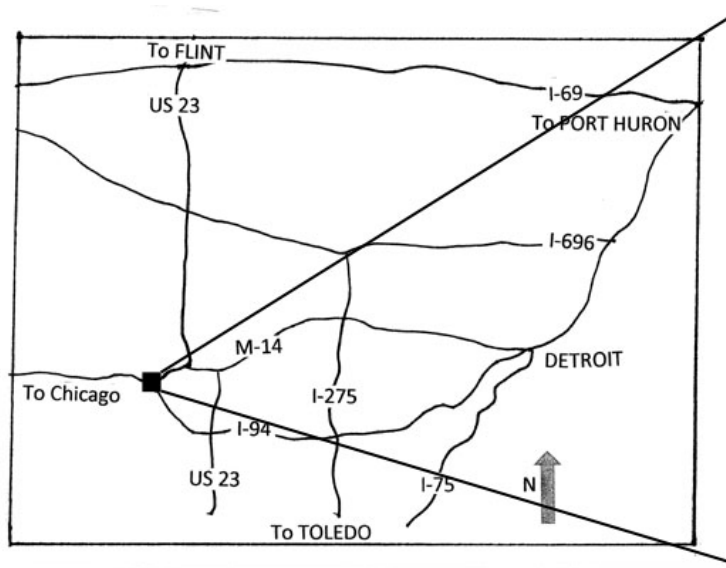 To FLINT
US 23
I-69
To PORT HURON
I-696
M-14
DETROIT
To Chicago
I-275
I-94
US 23
I-75
N
To TOLEDO